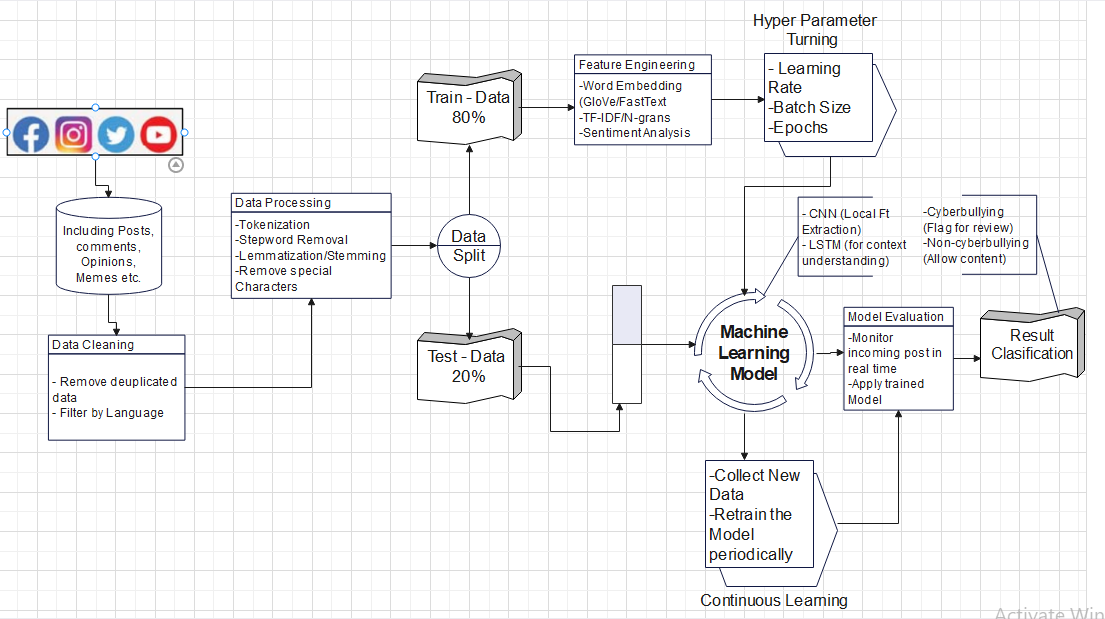 Hyper Parameter
Turning
- Learning
Rate
-Batch Size
-Epochs
Feature Engineering
-Word Embedding
(GloVe/FastText
-TF-IDF/N-grans
-Sentiment Analysis
Train - Data
80%
Including Posts,
comments,
Opinions,
Memes etc.
Data Processing
-Tokenization
-Stepword Removal
-Lemmatization/Stemming
-Remove special
Characters
Data
Split
Data Cleaning
- Remove deuplicated
data
- Filter by Language
Test - Data
20%
- CNN (Local Ft
Extraction)
- LSTM (for context
understanding)
-Cyberbullying
(Flag for review)
-Non-cyberbullying
(Allow content)
Machine
Learning
Model
Model Evaluation
-Monitor
incoming post in
real time
-Apply trained
Model
Result
Clasification
-Collect New
Data
-Retrain the
Model
periodically
Continuous Learning
Activate Win